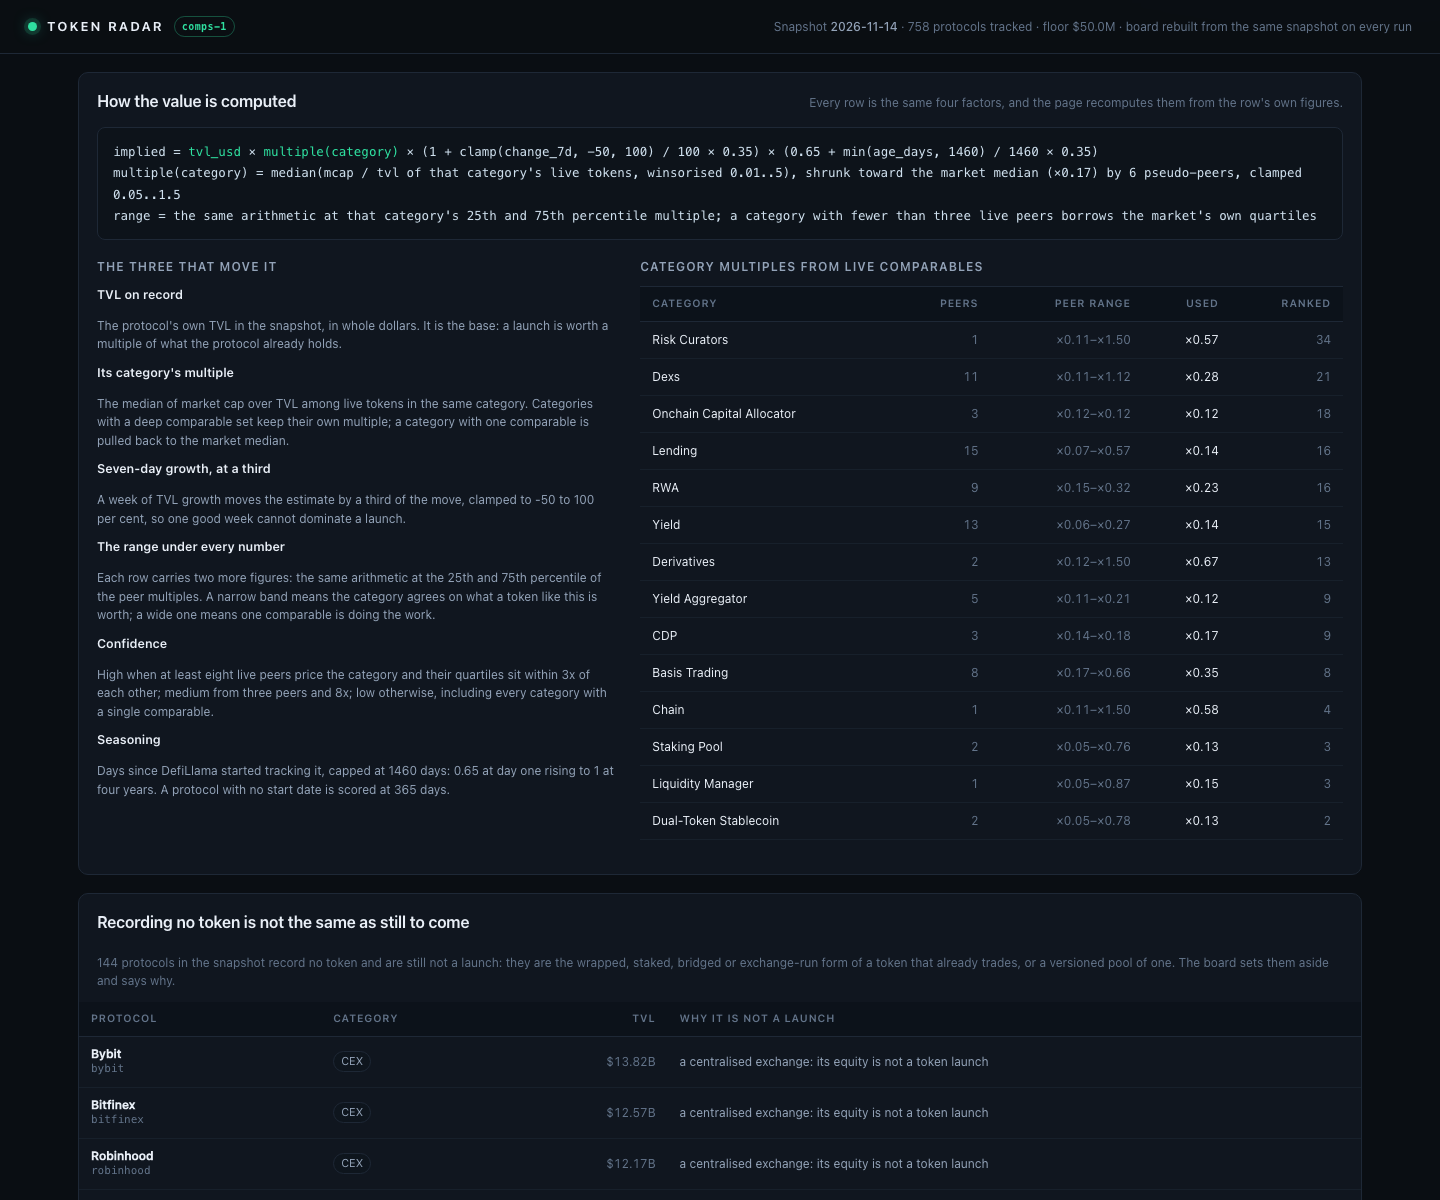 TOKEN RADAR comps-1
Snapshot 2026-11-14 · 758 protocols tracked · floor $50.0M · board rebuilt from the same snapshot on every run
How the value is computed
Every row is the same four factors, and the page recomputes them from the row's own figures.
implied = tvl_usd × multiple(category) × (1 + clamp(change_7d, -50, 100) / 100 × 0.35) × (0.65 + min(age_days, 1460) / 1460 × 0.35)
multiple(category) = median(mcap / tvl of that category's live tokens, winsorised 0.01..5), shrunk toward the market median (×0.17) by 6 pseudo-peers, clamped
0.05..1.5
range = the same arithmetic at that category's 25th and 75th percentile multiple; a category with fewer than three live peers borrows the market's own quartiles
THE THREE THAT MOVE IT
TVL on record
The protocol's own TVL in the snapshot, in whole dollars. It is the base: a launch is worth a
multiple of what the protocol already holds.
Its category's multiple
The median of market cap over TVL among live tokens in the same category. Categories
with a deep comparable set keep their own multiple; a category with one comparable is
pulled back to the market median.
Seven-day growth, at a third
A week of TVL growth moves the estimate by a third of the move, clamped to -50 to 100
per cent, so one good week cannot dominate a launch.
The range under every number
Each row carries two more figures: the same arithmetic at the 25th and 75th percentile of
the peer multiples. A narrow band means the category agrees on what a token like this is
worth; a wide one means one comparable is doing the work.
Confidence
High when at least eight live peers price the category and their quartiles sit within 3x of
each other; medium from three peers and 8x; low otherwise, including every category with
a single comparable.
Seasoning
Days since DefiLlama started tracking it, capped at 1460 days: 0.65 at day one rising to 1 at
four years. A protocol with no start date is scored at 365 days.
CATEGORY MULTIPLES FROM LIVE COMPARABLES
CATEGORY PEERS PEER RANGE USED RANKED
Risk Curators 1 ×0.11–×1.50 ×0.57 34
Dexs 11 ×0.11–×1.12 ×0.28 21
Onchain Capital Allocator 3 ×0.12–×0.12 ×0.12 18
Lending 15 ×0.07–×0.57 ×0.14 16
RWA 9 ×0.15–×0.32 ×0.23 16
Yield 13 ×0.06–×0.27 ×0.14 15
Derivatives 2 ×0.12–×1.50 ×0.67 13
Yield Aggregator 5 ×0.11–×0.21 ×0.12 9
CDP 3 ×0.14–×0.18 ×0.17 9
Basis Trading 8 ×0.17–×0.66 ×0.35 8
Chain 1 ×0.11–×1.50 ×0.58 4
Staking Pool 2 ×0.05–×0.76 ×0.13 3
Liquidity Manager 1 ×0.05–×0.87 ×0.15 3
Dual-Token Stablecoin 2 ×0.05–×0.78 ×0.13 2
Recording no token is not the same as still to come
144 protocols in the snapshot record no token and are still not a launch: they are the wrapped, staked, bridged or exchange-run form of a token that already trades, or a versioned pool of one. The board sets them aside
and says why.
PROTOCOL CATEGORY TVL WHY IT IS NOT A LAUNCH
Bybit CEX $13.82B a centralised exchange: its equity is not a token launch
bybit
Bitfinex CEX $12.57B a centralised exchange: its equity is not a token launch
bitfinex
Robinhood CEX $12.17B a centralised exchange: its equity is not a token launch
robinhood